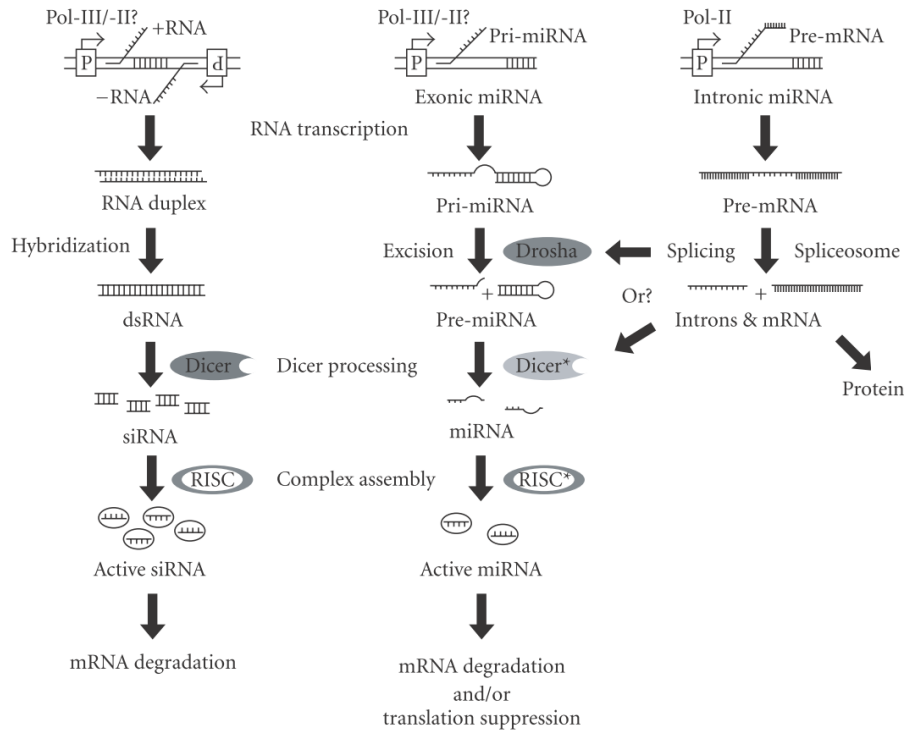 Pol-III/-II?
+RNA
P
P
−RNA
Pol-III/-II?
Pri-miRNA
P
Exonic miRNA
Pol-II
Pre-mRNA
P
Intronic miRNA
RNA transcription
RNA duplex
Pri-miRNA
Pre-mRNA
Hybridization
Excision
Drosha
Splicing
Spliceosome
dsRNA
+
Pre-miRNA
Or?
+
Introns & mRNA
Dicer
Dicer processing
Dicer*
Protein
siRNA
miRNA
RISC
Complex assembly
RISC*
Active siRNA
Active miRNA
mRNA degradation
mRNA degradation
and/or
translation suppression